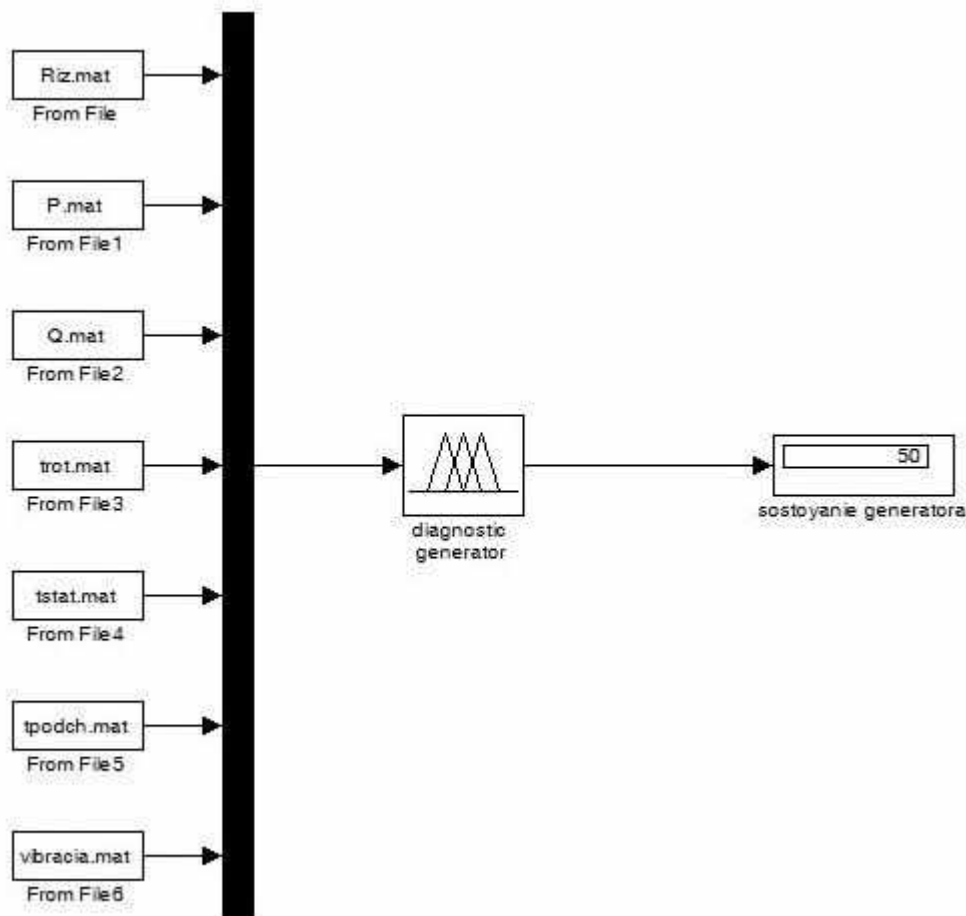 Riz.mat
From File
P.mat
From File1
Q.mat
From File2
trot.mat
From File3
tstat.mat
From File4
tpodch.mat
From File5
vibracia.mat
From File6
diagnostic
generator
50
sostoyanie generatora